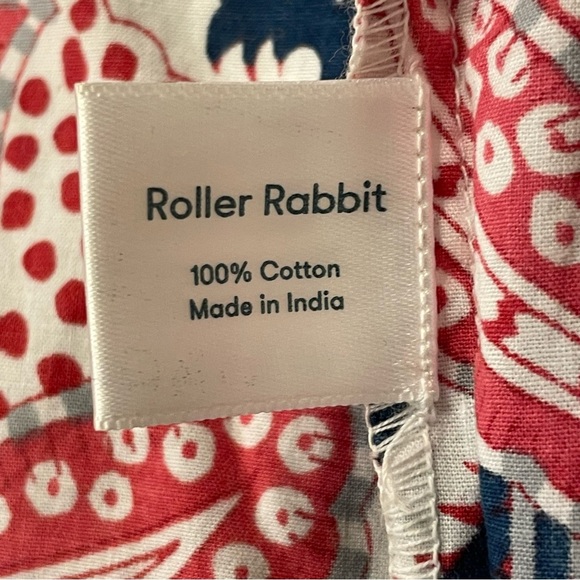 Roller Rabbit
100% Cotton
Made in India